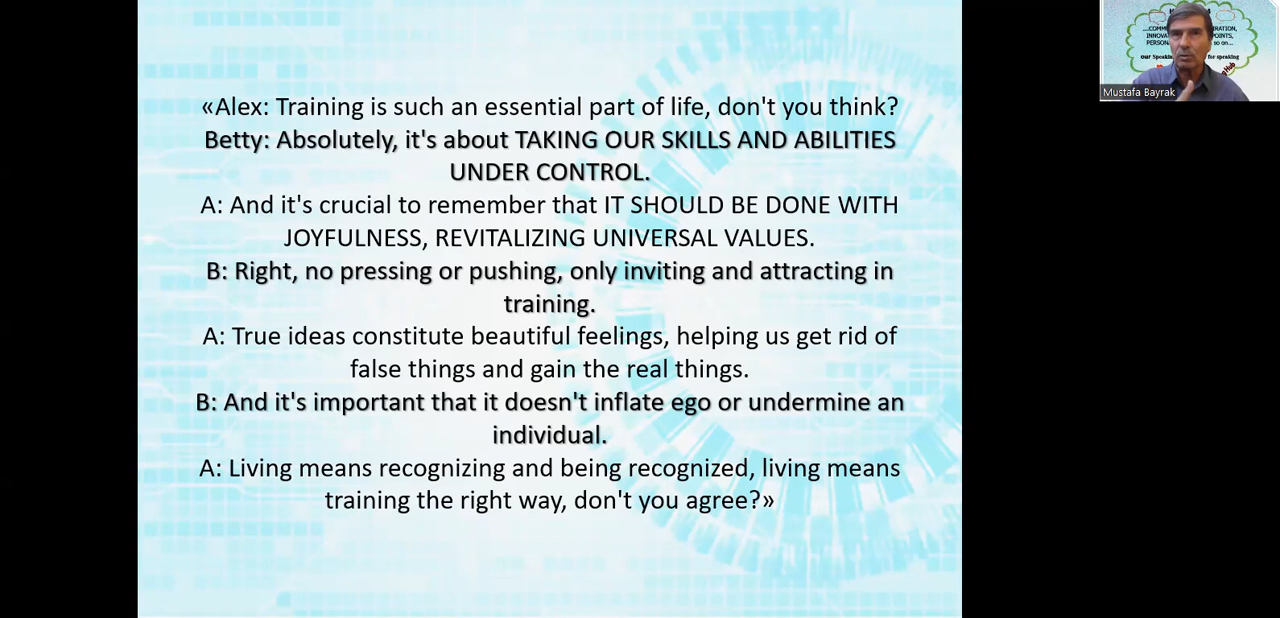 «Alex: Training is such an essential part of life, don't you think?
Betty: Absolutely, it's about TAKING OUR SKILLS AND ABILITIES
UNDER CONTROL.
A: And it's crucial to remember that IT SHOULD BE DONE WITH
JOYFULNESS, REVITALIZING UNIVERSAL VALUES.
B: Right, no pressing or pushing, only inviting and attracting in
training.
A: True ideas constitute beautiful feelings, helping us get rid of
false things and gain the real things.
B: And it's important that it doesn't inflate ego or undermine an
individual.
A: Living means recognizing and being recognized, living means
training the right way, don't you agree?»
Mustafa Bayrak